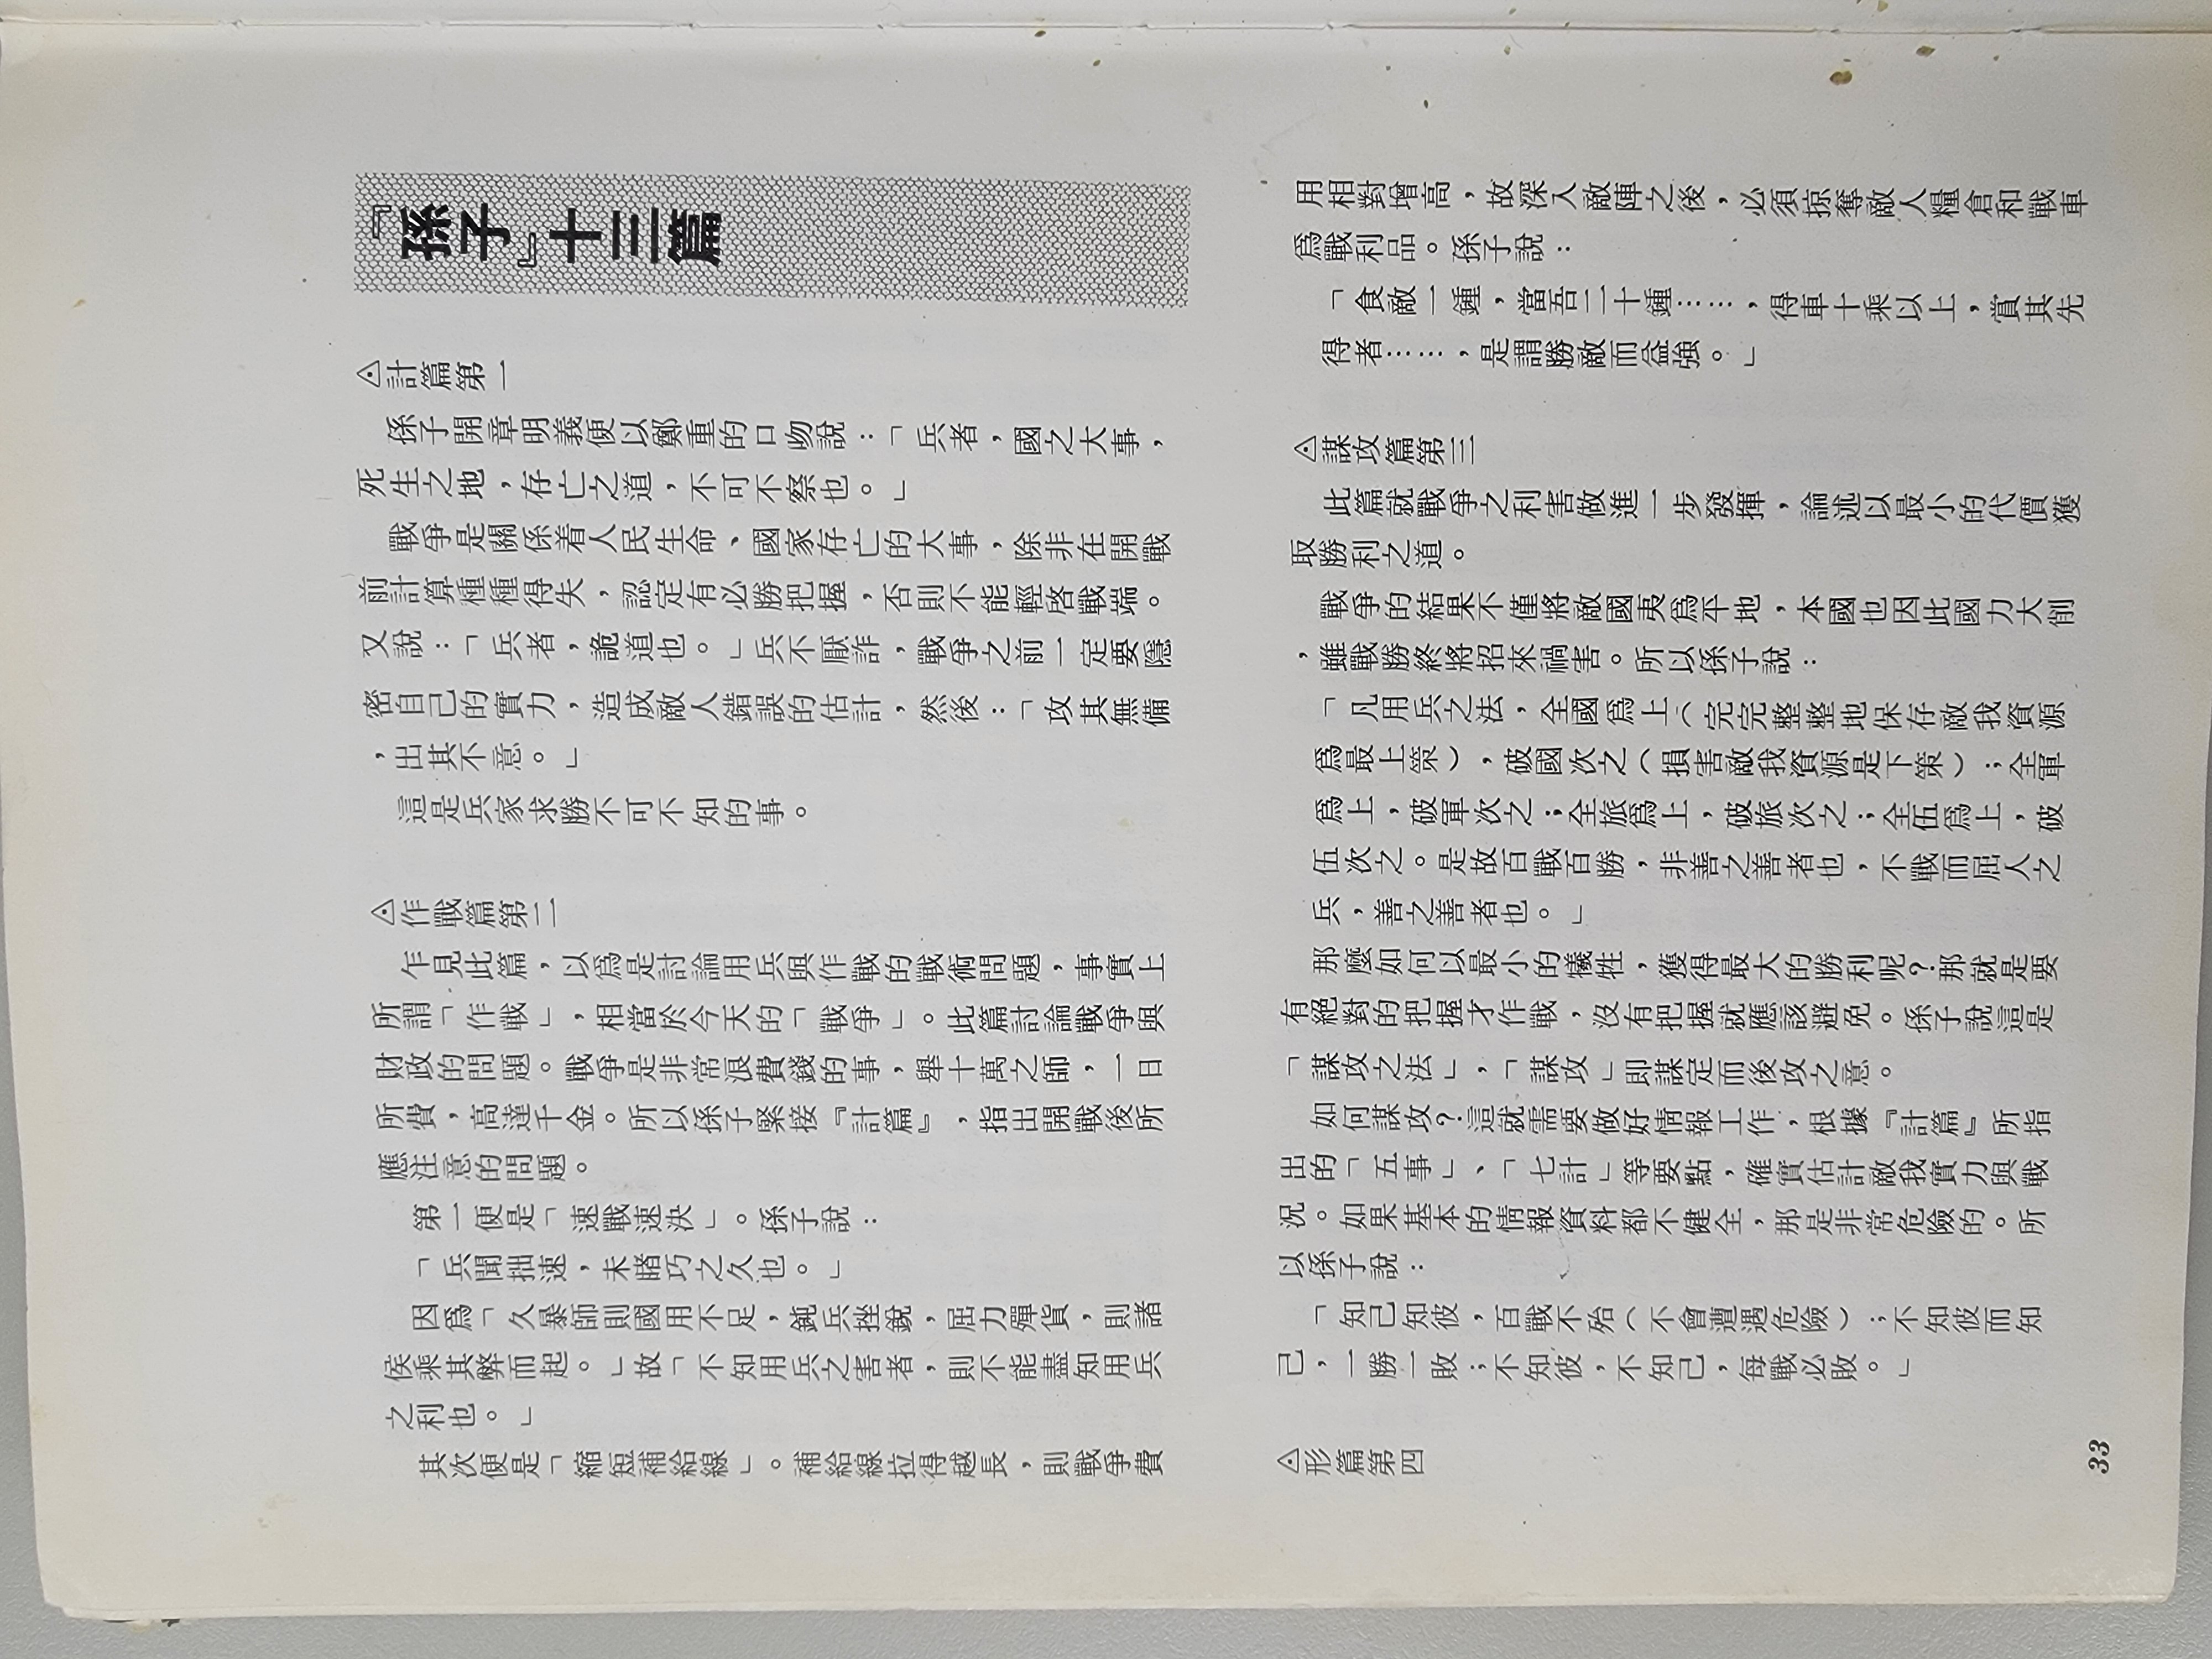 『孫子』十三篇
◬計篇第一
孫子開章明義便以鄭重的口吻說：「兵者，國之大事，
死生之地，存亡之道，不可不察也。」
戰爭是關係着人民生命、國家存亡的大事，除非在開戰
前計算種種得失，認定有必勝把握，否則不能輕啓戰端。
又說：「兵者，詭道也。」兵不厭詐，戰爭之前一定要隱
密自己的實力，造成敵人錯誤的估計，然後：「攻其無備
，出其不意。」
這是兵家求勝不可不知的事。
◬作戰篇第二
乍見此篇，以爲是討論用兵與作戰的戰術問題，事實上
所謂「作戰」，相當於今天的「戰爭」。此篇討論戰爭與
財政的問題。戰爭是非常浪費錢的事，舉十萬之師，一日
所費，高達千金。所以孫子緊接『計篇』，指出開戰後所
應注意的問題。
第一便是「速戰速決」。孫子說：
「兵聞拙速，未睹巧之久也。」
因爲「久暴師則國用不足，鈍兵挫銳，屈力殫貨，則諸
侯乘其弊而起。」故「不知用兵之害者，則不能盡知用兵
之利也。」
其次便是「縮短補給線」。補給線拉得越長，則戰爭費
用相對增高，故深入敵陣之後，必須掠奪敵人糧倉和戰車
爲戰利品。孫子說：
「食敵一鍾，當吾二十鍾……，得車十乘以上，賞其先
得者……，是謂勝敵而益強。」
◬謀攻篇第三
此篇就戰爭之利害做進一步發揮，論述以最小的代價獲
取勝利之道。
戰爭的結果不僅將敵國夷爲平地，本國也因此國力大削
，雖戰勝終將招來禍害。所以孫子說：
「凡用兵之法，全國爲上（完完整整地保存敵我資源
爲最上策），破國次之（損害敵我資源是下策）；全軍
爲上，破軍次之；全旅爲上，破旅次之；全伍爲上，破
伍次之。是故百戰百勝，非善之善者也，不戰而屈人之
兵，善之善者也。」
那麼如何以最小的犧牲，獲得最大的勝利呢？那就是要
有絕對的把握才作戰，沒有把握就應該避免。孫子說這是
「謀攻之法」，「謀攻」即謀定而後攻之意。
如何謀攻？這就需要做好情報工作，根據『計篇』所指
出的「五事」、「七計」等要點，確實估計敵我實力與戰
況。如果基本的情報資料都不健全，那是非常危險的。所
以孫子說：
「知己知彼，百戰不殆（不會遭遇危險）；不知彼而知
己，一勝一敗；不知彼，不知己，每戰必敗。」
◬形篇第四
33